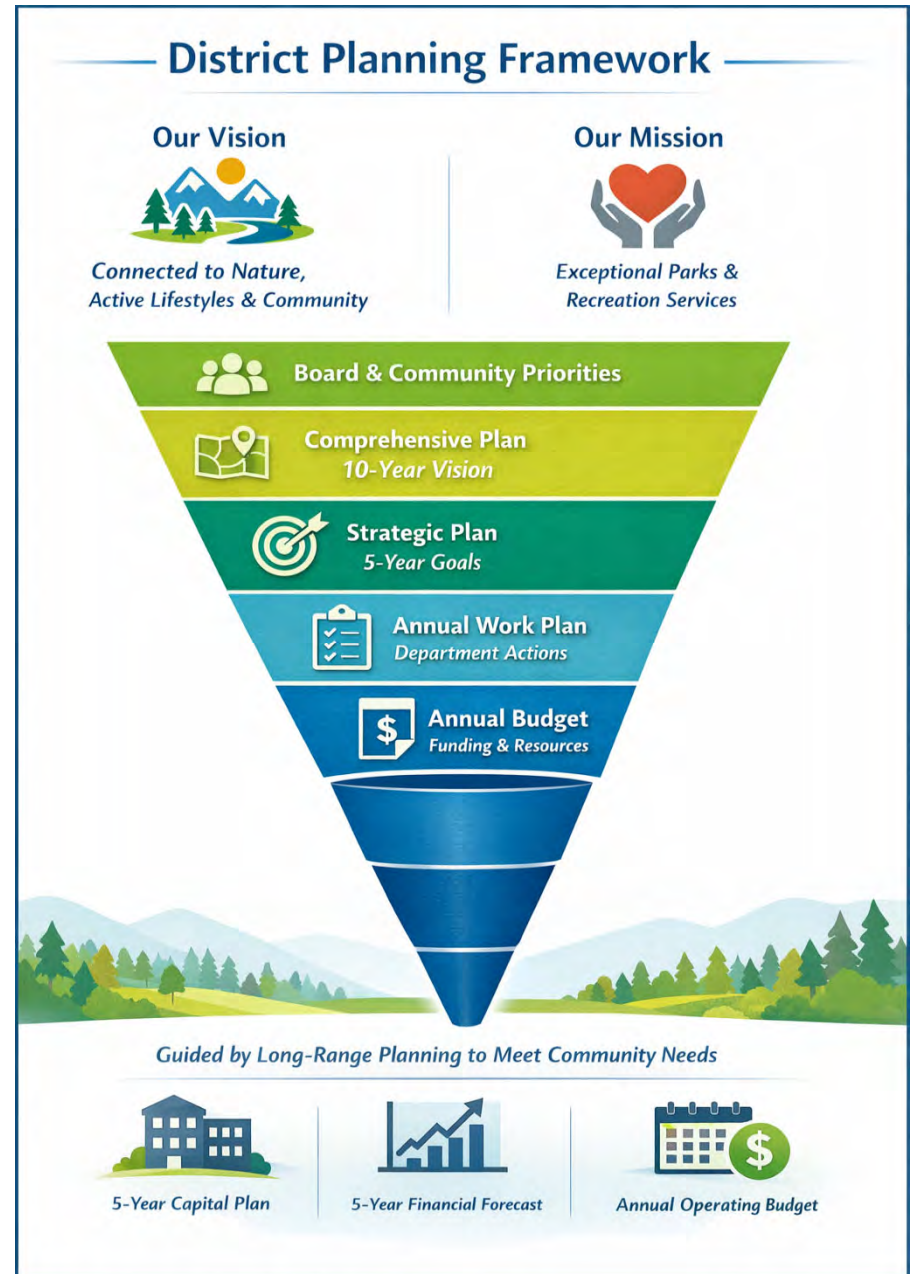 District Planning Framework
Our Vision
Connected to Nature,
Active Lifestyles & Community
Our Mission
Exceptional Parks &
Recreation Services
Board & Community Priorities
Comprehensive Plan
10-Year Vision
Strategic Plan
5-Year Goals
Annual Work Plan
Department Actions
$
Annual Budget
Funding & Resources
Guided by Long-Range Planning to Meet Community Needs
5-Year Capital Plan
5-Year Financial Forecast
$
Annual Operating Budget